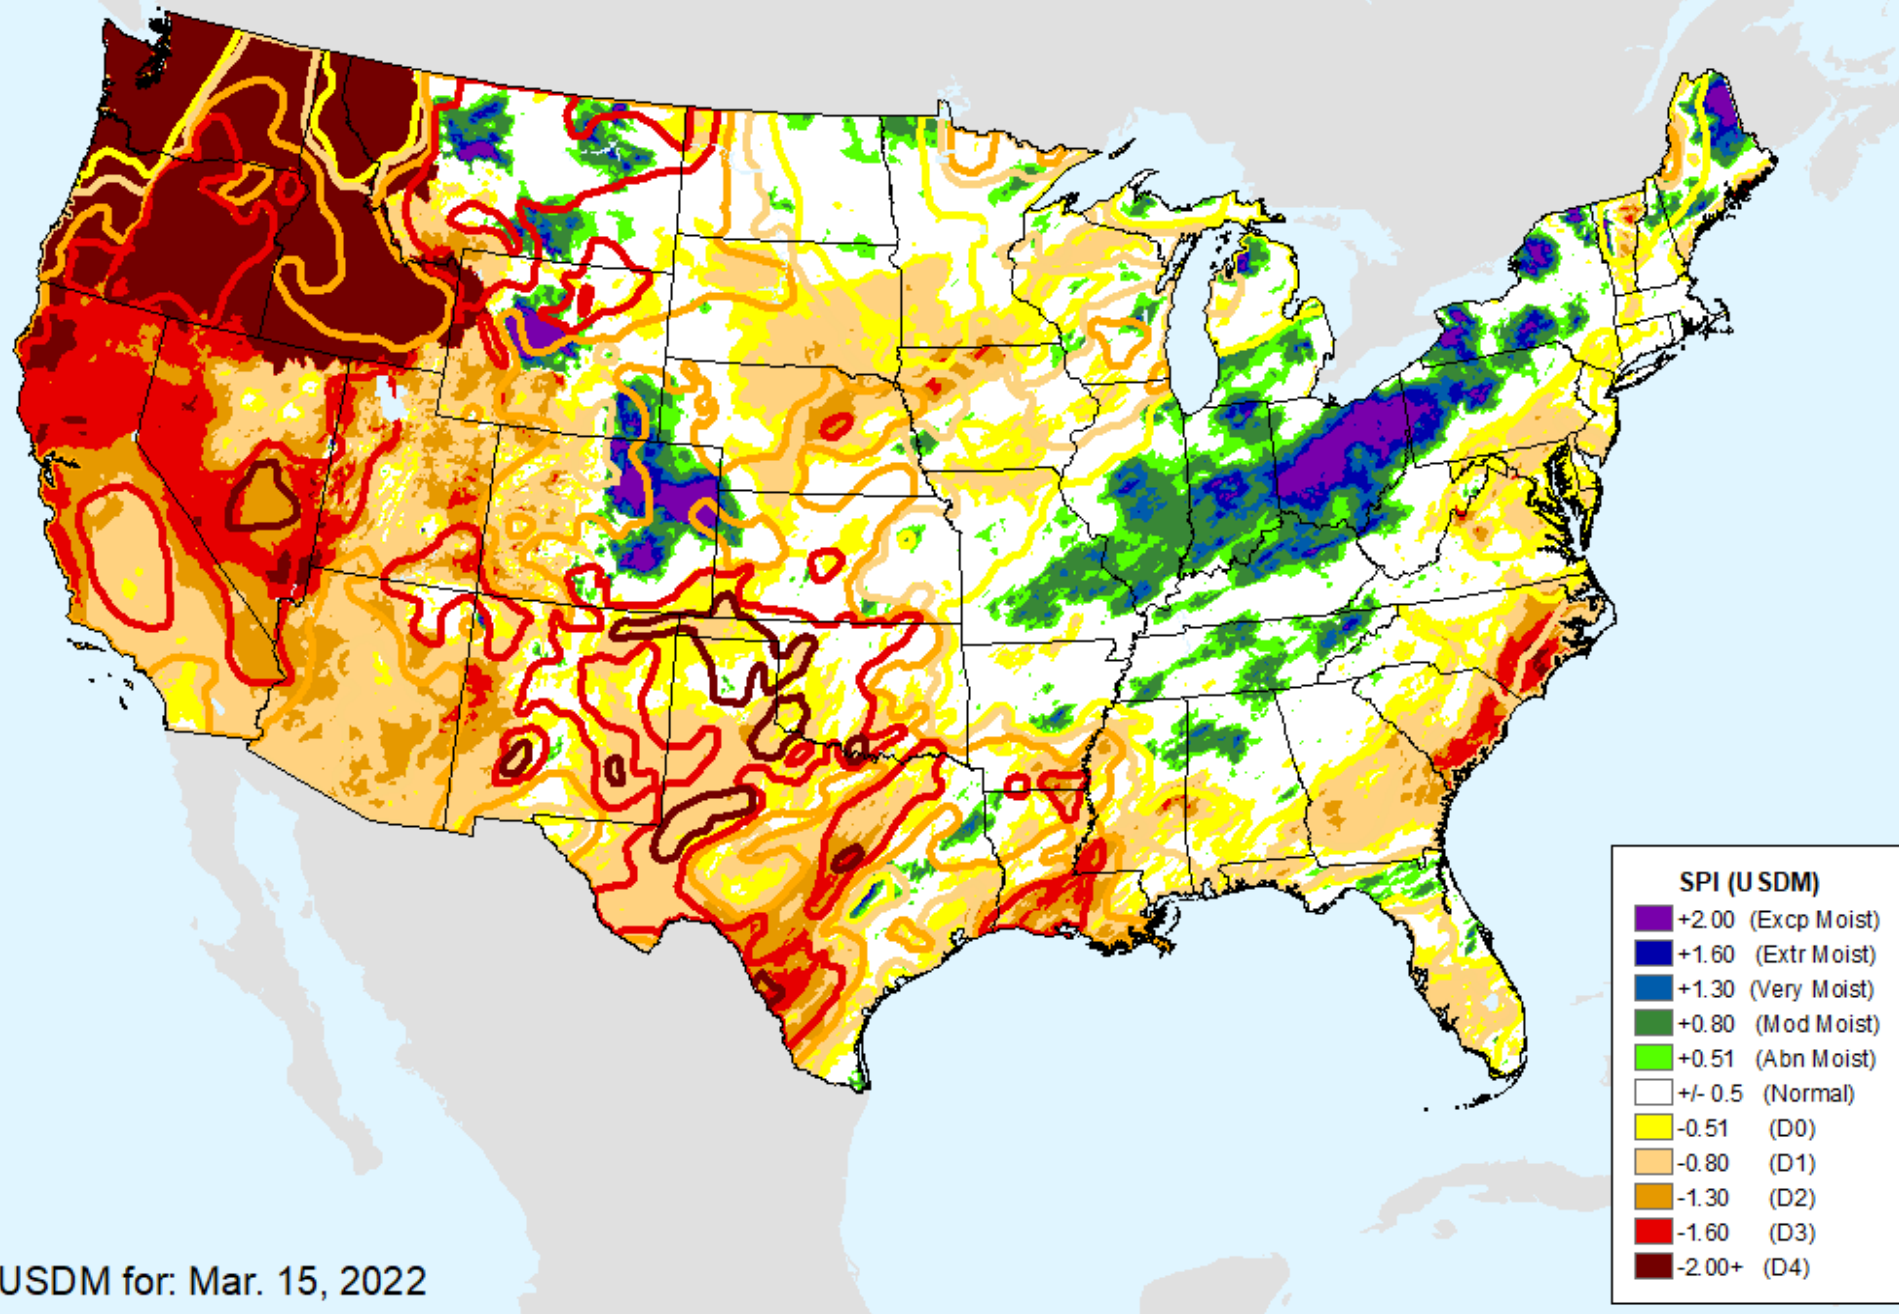 SPI (USDM)
+2.00 (Excp Moist)
+1.60 (Extr Moist)
+1.30 (Very Moist)
+0.80 (Mod Moist)
+0.51 (Abn Moist)
+/- 0.5 (Normal)
-0.51 (D0)
-0.80 (D1)
-1.30 (D2)
-1.60 (D3)
-2.00+ (D4)
USDM for: Mar. 15, 2022